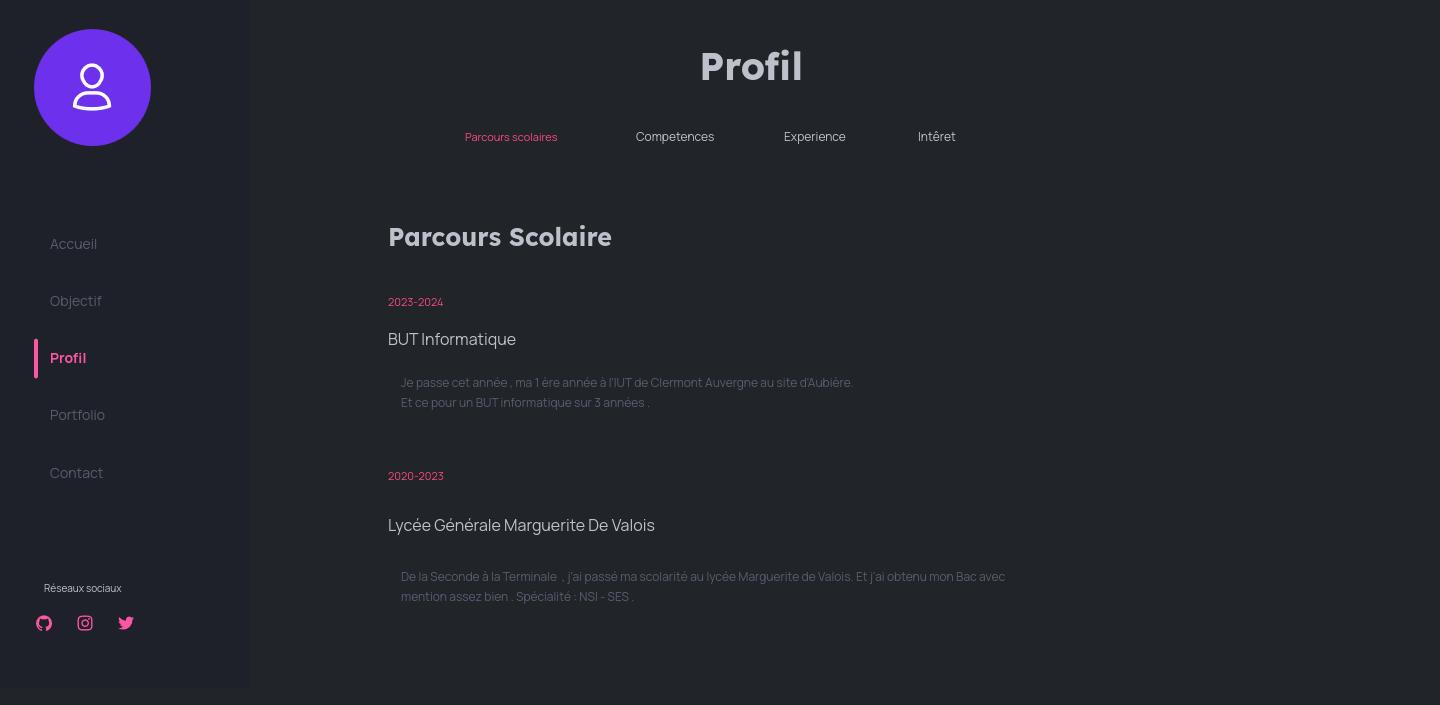 Profil
Parcours scolaires
Competences
Experience
Intêret
Accueil
Objectif
Profil
Portfolio
Contact
Réseaux sociaux
Parcours Scolaire
2023-2024
BUT Informatique
Je passe cet année , ma 1 ère année à l'IUT de Clermont Auvergne au site d'Aubière.
Et ce pour un BUT informatique sur 3 années .
2020-2023
Lycée Générale Marguerite De Valois
De la Seconde à la Terminale , j'ai passé ma scolarité au lycée Marguerite de Valois. Et j'ai obtenu mon Bac avec
mention assez bien . Spécialité : NSI - SES .